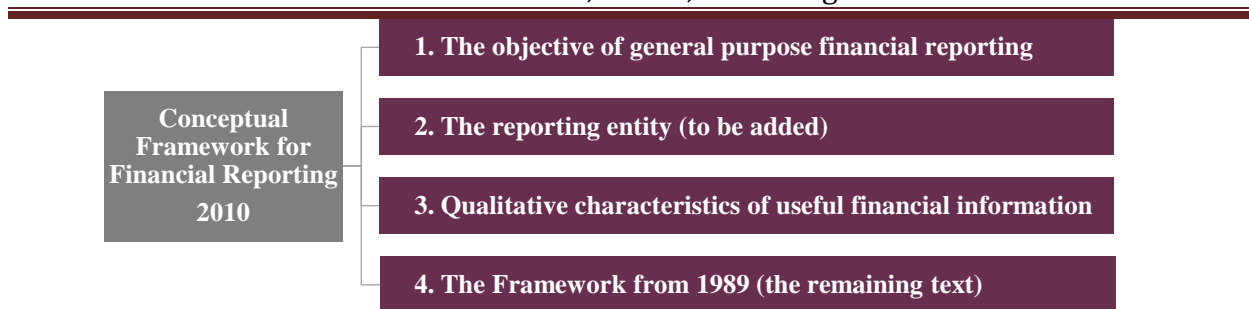 Conceptual
Framework for
Financial Reporting
2010
1. The objective of general purpose financial reporting
2. The reporting entity (to be added)
3. Qualitative characteristics of useful financial information
4. The Framework from 1989 (the remaining text)